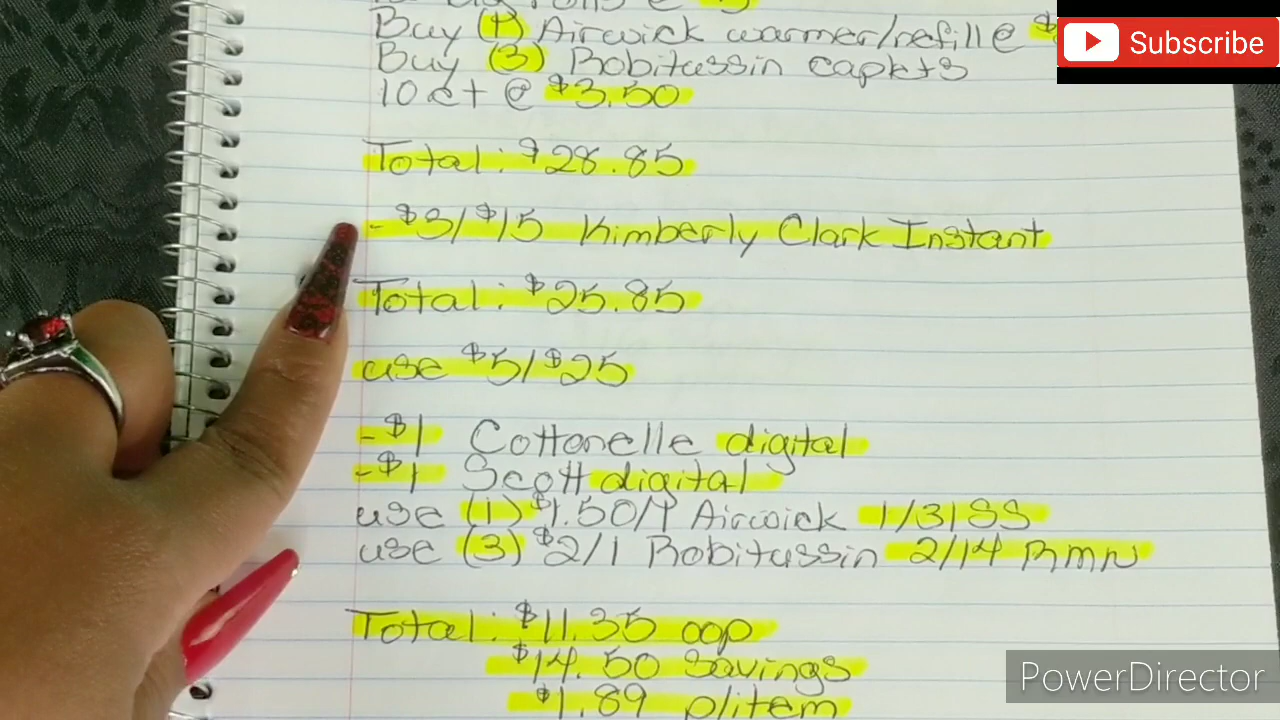 Buy (1) Airwick warmer/refill @ $
Buy (3) Robitussin capkts
10 ct @ $3.50
Total: $28.85
- $3/$15 Kimberly Clark Instant
Total: $25.85
use $5/$25
- $1 Cottonelle digital
- $1 Scott digital
use (1) $1.50/1 Airwick 1/31 SS
use (3) $2/1 Robitussin 2/14 RMN
Total: $11.35 oop
$14.50 savings
$1.89 p/item
Subscribe
PowerDirector